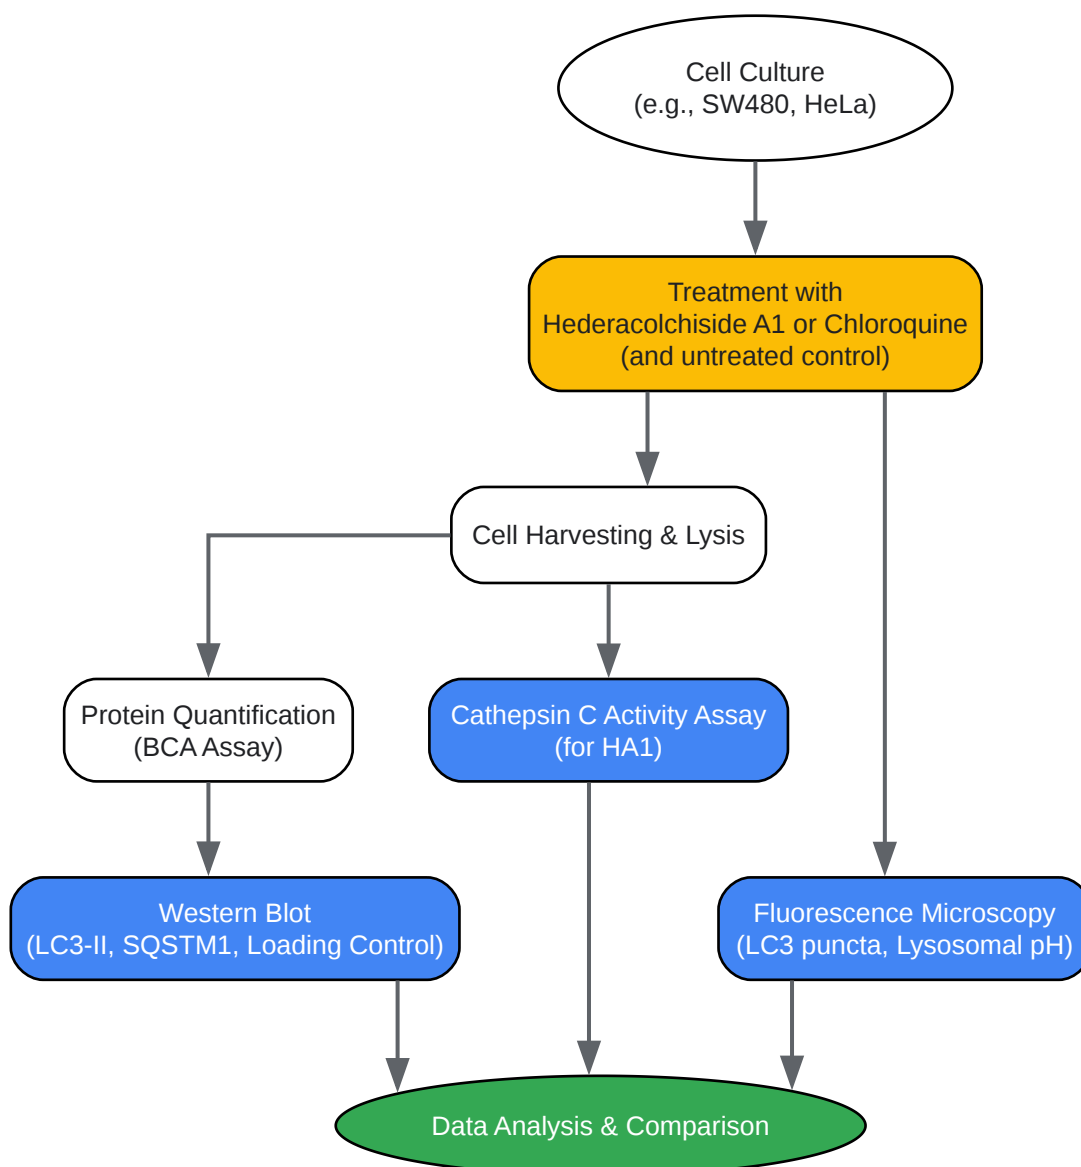 Cell Culture
(e.g., SW480, HeLa)
Treatment with
Hederacolchiside A1 or Chloroquine
(and untreated control)
Cell Harvesting & Lysis
Protein Quantification
(BCA Assay)
Cathepsin C Activity Assay
(for HA1)
Western Blot
(LC3-II, SQSTM1, Loading Control)
Fluorescence Microscopy
(LC3 puncta, Lysosomal pH)
Data Analysis & Comparison